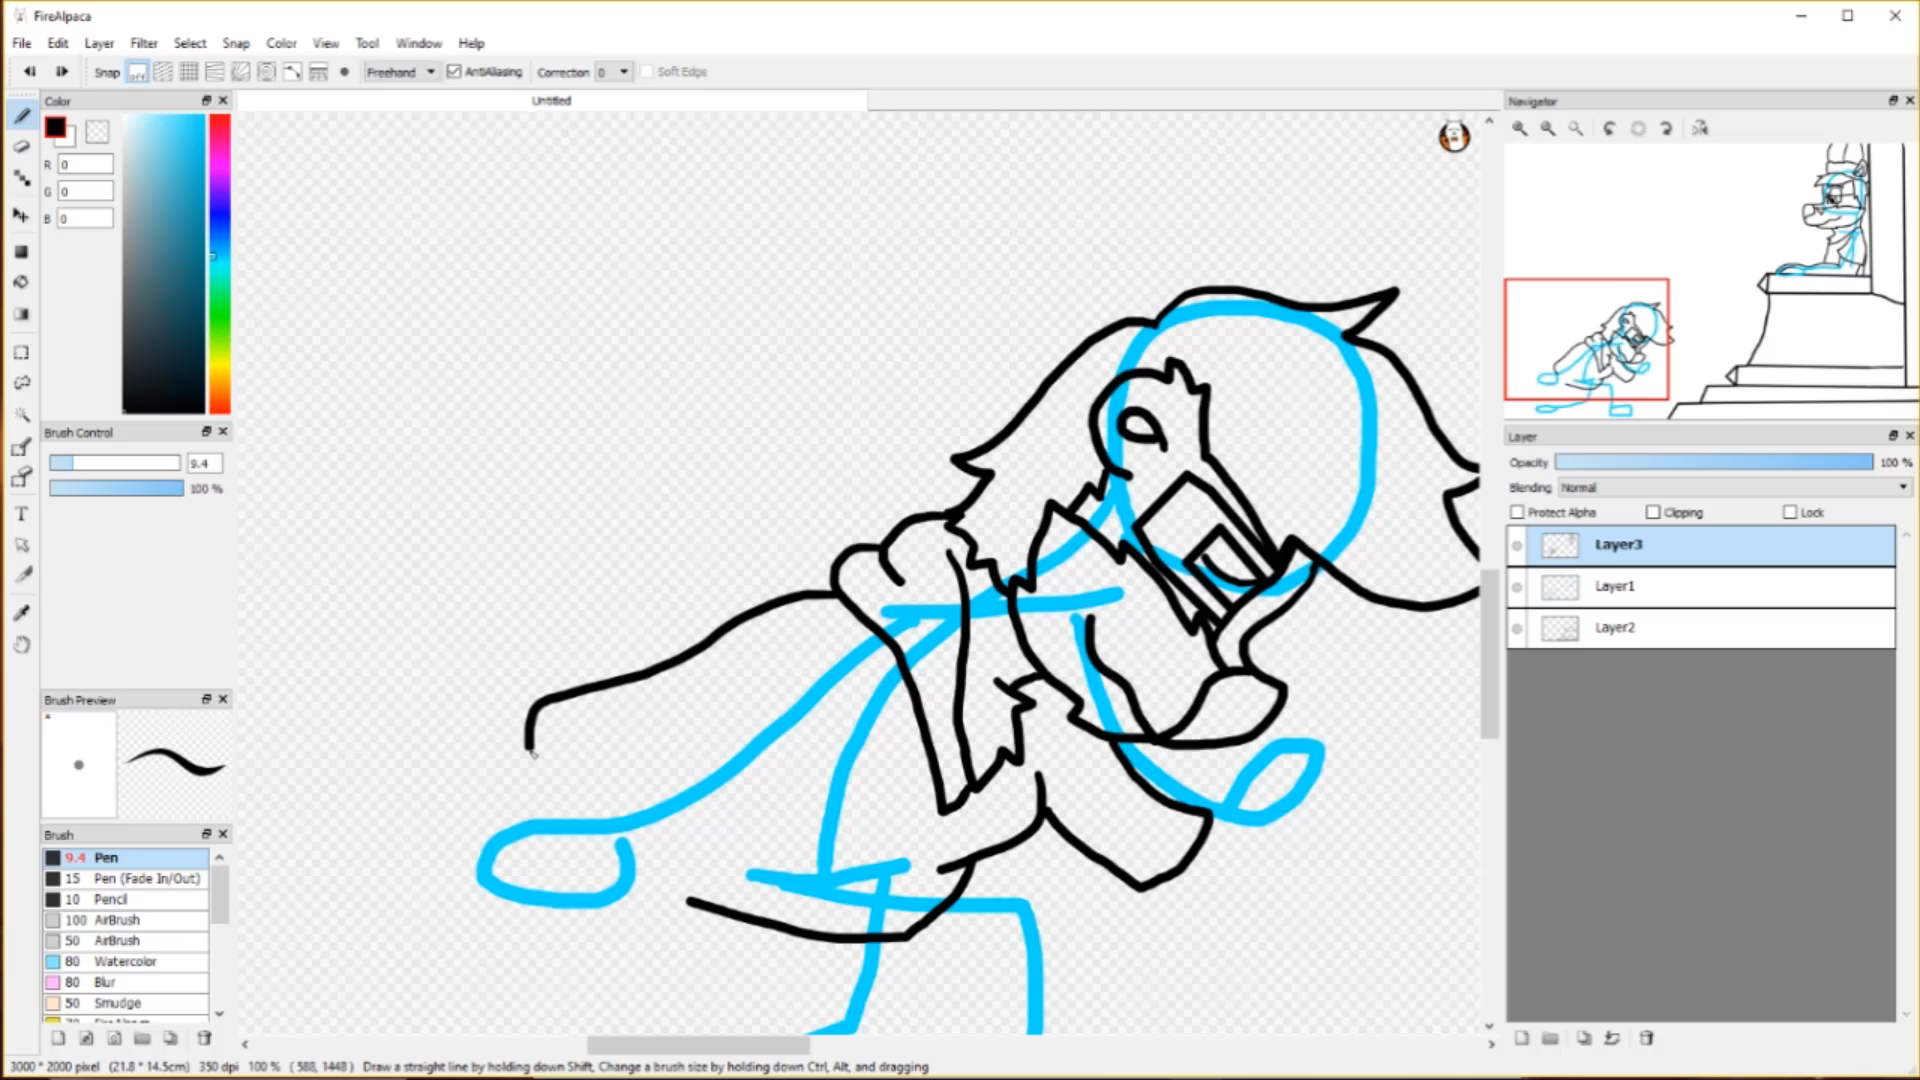 FireAlpaca
File Edit Layer Filter Select Snap Color View Tool Window Help
Snap off Freehand AntiAliasing Correction 0 Soft Edge
Color
Untitled
Navigator
R 0
G 0
B 0
Brush Control
9.4
100 %
Layer
Opacity 100 %
Blending Normal
Protect Alpha Clipping Lock
Layer3
Layer1
Layer2
Brush Preview
Brush
9.4 Pen
15 Pen (Fade In/Out)
10 Pencil
100 AirBrush
50 AirBrush
80 Watercolor
80 Blur
50 Smudge
3000 * 2000 pixel (21.8 * 14.5cm) 350 dpi 100 % ( 588, 1448 ) Draw a straight line by holding down Shift, Change a brush size by holding down Ctrl, Alt, and dragging